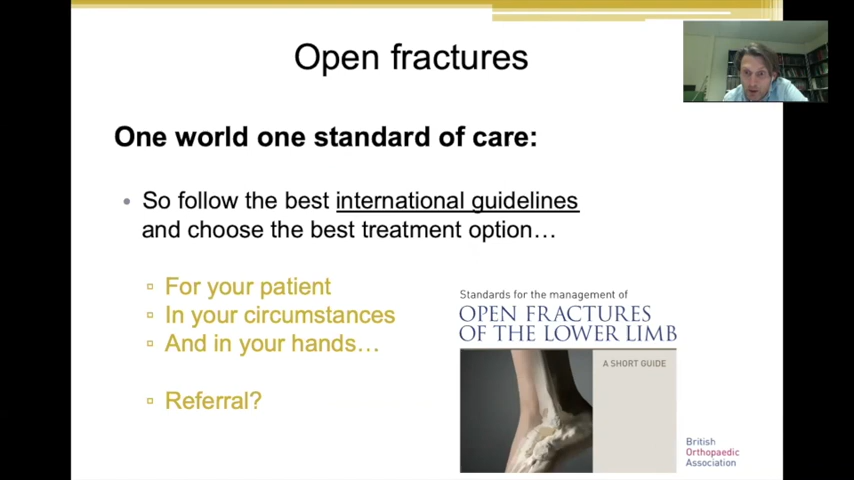 Open fractures
One world one standard of care:
So follow the best international guidelines
and choose the best treatment option…
For your patient
In your circumstances
And in your hands…
Referral?
Standards for the management of
OPEN FRACTURES
OF THE LOWER LIMB
A SHORT GUIDE
British
Orthopaedic
Association